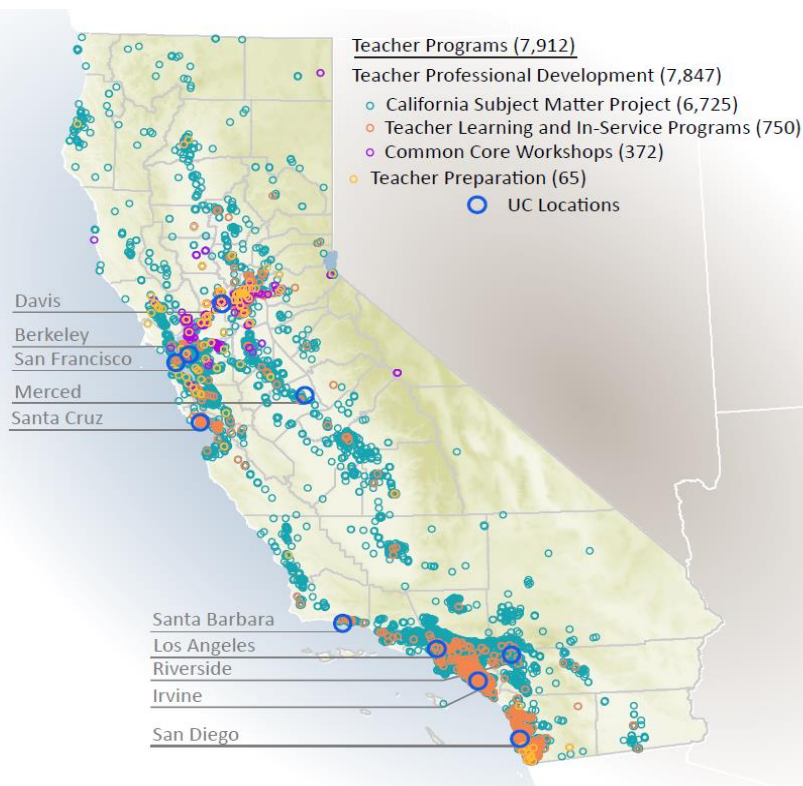 Teacher Programs (7,912)
Teacher Professional Development (7,847)
California Subject Matter Project (6,725)
Teacher Learning and In-Service Programs (750)
Common Core Workshops (372)
Teacher Preparation (65)
UC Locations
Davis
Berkeley
San Francisco
Merced
Santa Cruz
Santa Barbara
Los Angeles
Riverside
Irvine
San Diego